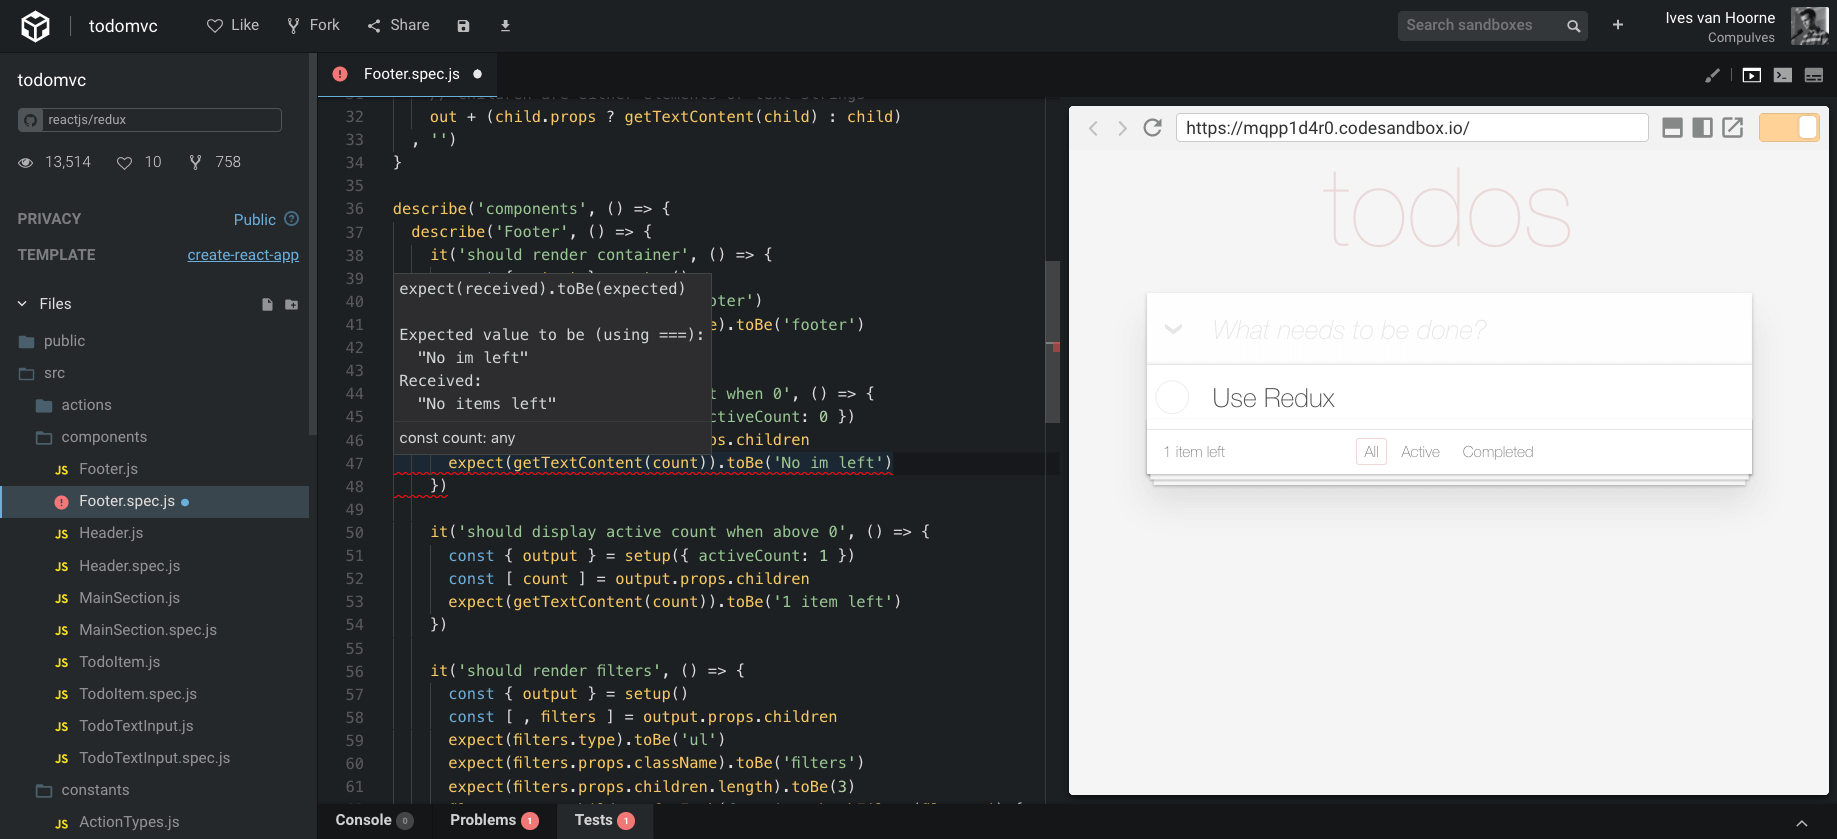 todomvc
Like
Fork
Share
Search sandboxes
Ives van Hoorne
Compulves
todomvc
reactjs/redux
13,514
10
758
PRIVACY
Public
TEMPLATE
create-react-app
Files
public
src
actions
components
JS Footer.js
Footer.spec.js
JS Header.js
JS Header.spec.js
JS MainSection.js
JS MainSection.spec.js
JS TodoItem.js
JS TodoItem.spec.js
JS TodoTextInput.js
JS TodoTextInput.spec.js
constants
JS ActionTypes.js
Footer.spec.js
32 out + (child.props ? getTextContent(child) : child)
33 , '')
34 }
35
36 describe('components', () => {
37 describe('Footer', () => {
38 it('should render container', () => {
39
40 oter')
41 e).toBe('footer')
42
43
44 t when 0', () => {
45 ctiveCount: 0 })
46 ps.children
expect(received).toBe(expected)
Expected value to be (using ===):
"No im left"
Received:
"No items left"
const count: any
47 expect(getTextContent(count)).toBe('No im left')
48 })
49
50 it('should display active count when above 0', () => {
51 const { output } = setup({ activeCount: 1 })
52 const [ count ] = output.props.children
53 expect(getTextContent(count)).toBe('1 item left')
54 })
55
56 it('should render filters', () => {
57 const { output } = setup()
58 const [ , filters ] = output.props.children
59 expect(filters.type).toBe('ul')
60 expect(filters.props.className).toBe('filters')
61 expect(filters.props.children.length).toBe(3)
Console 0
Problems 1
Tests 1
https://mqpp1d4r0.codesandbox.io/
todos
What needs to be done?
Use Redux
1 item left
All
Active
Completed